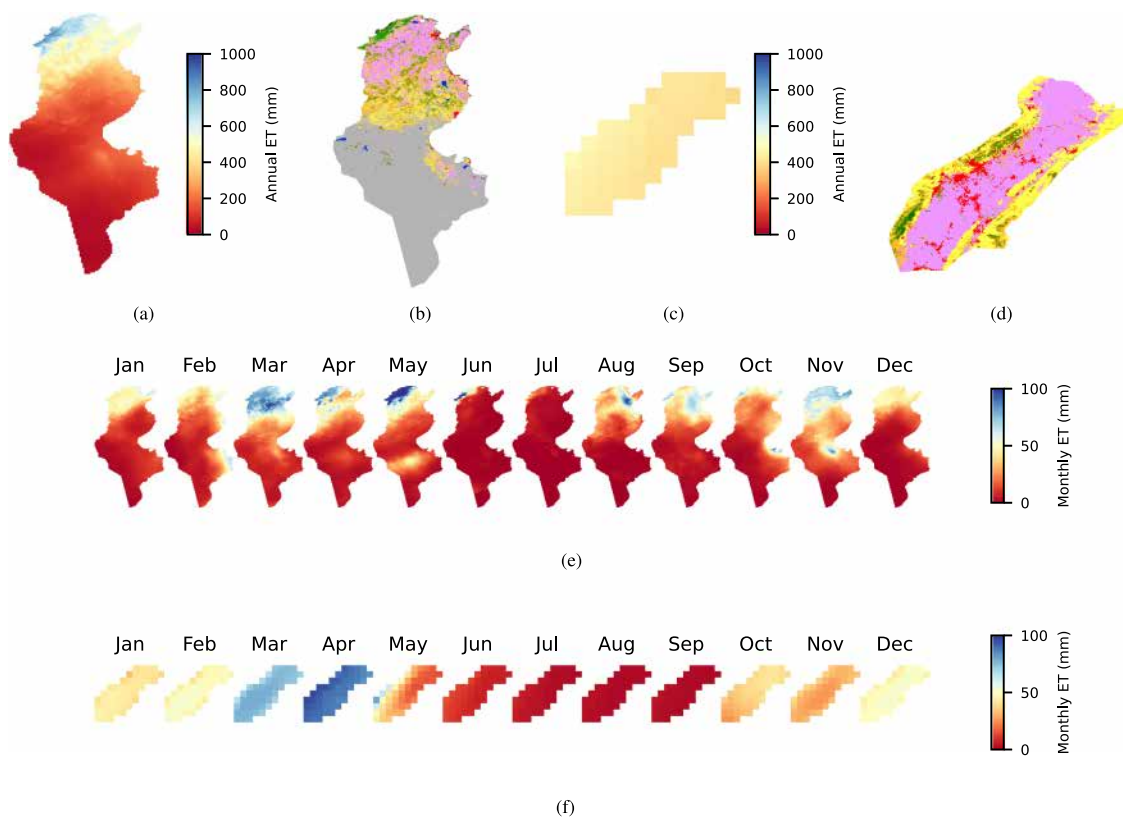 1000
800
600
400
200
0
Annual ET (mm)
1000
800
600
400
200
0
Annual ET (mm)
(a)
(b)
(c)
(d)
Jan Feb Mar Apr May Jun Jul Aug Sep Oct Nov Dec
100
50
0
Monthly ET (mm)
(e)
Jan Feb Mar Apr May Jun Jul Aug Sep Oct Nov Dec
100
50
0
Monthly ET (mm)
(f)